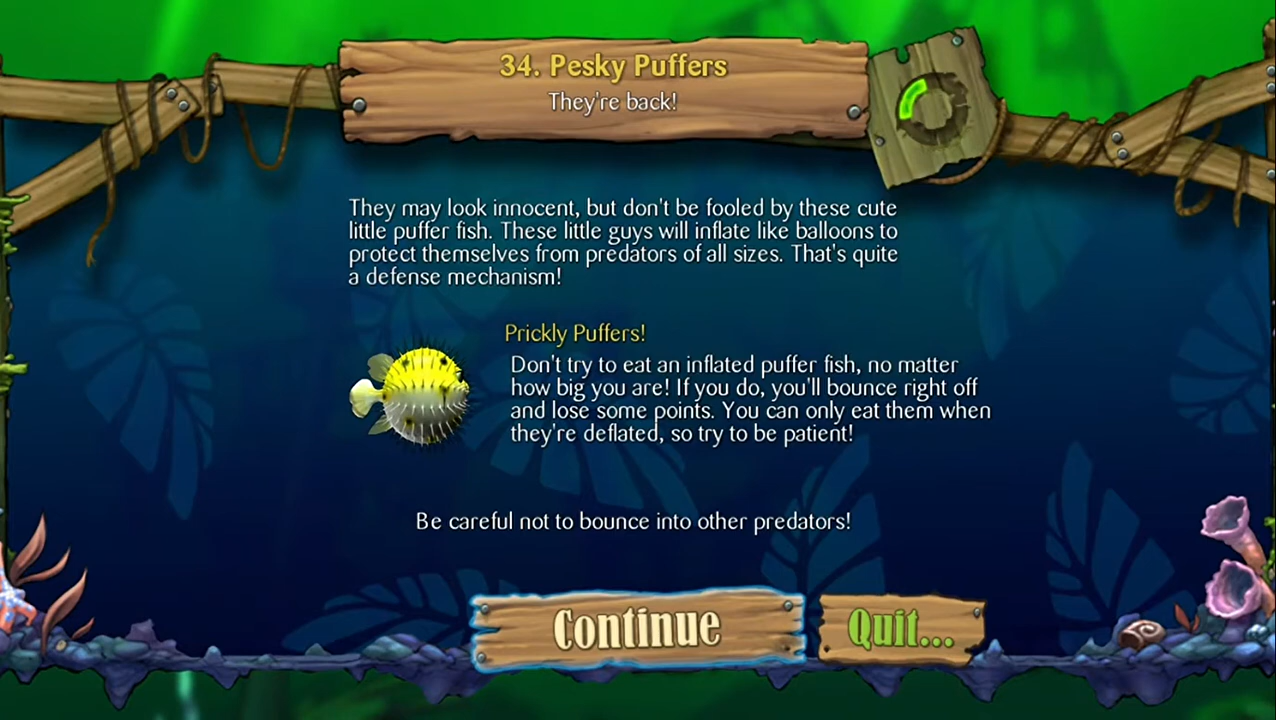 34. Pesky Puffers
They're back!
They may look innocent, but don't be fooled by these cute
little puffer fish. These little guys will inflate like balloons to
protect themselves from predators of all sizes. That's quite
a defense mechanism!
Prickly Puffers!
Don't try to eat an inflated puffer fish, no matter
how big you are! If you do, you'll bounce right off
and lose some points. You can only eat them when
they're deflated, so try to be patient!
Be careful not to bounce into other predators!
Continue
Quit...